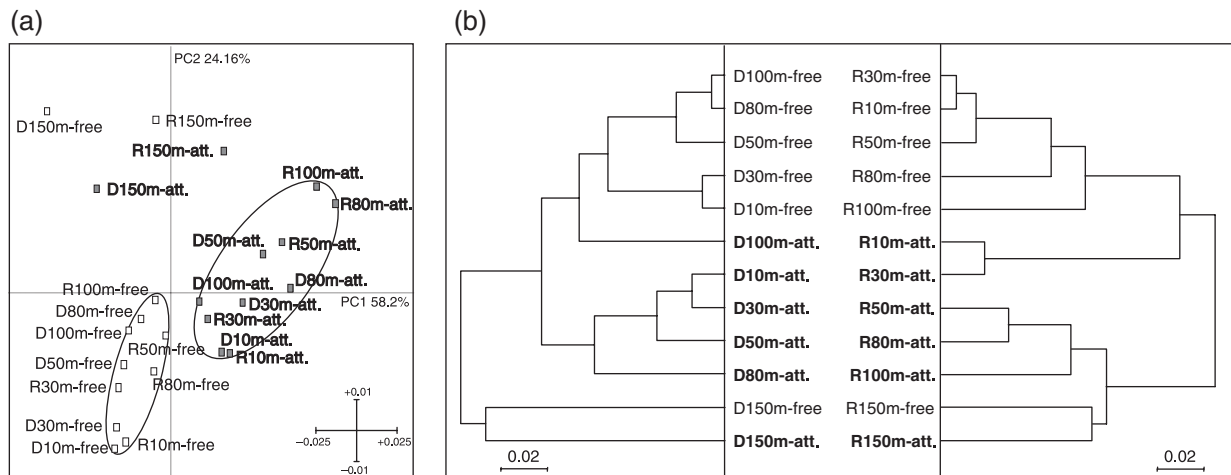 (a)
PC2 24.16%
D150m-free
R150m-free
R150m-att.
D150m-att.
R100m-att.
R80m-att.
D50m-att.
R50m-att.
D100m-att.
D80m-att.
R100m-free
PC1 58.2%
D80m-free
D30m-att.
R30m-att.
D100m-free
D10m-att.
R50m-free
R10m-att.
D50m-free
R30m-free
R80m-free
D30m-free
D10m-free
R10m-free
+0.01
−0.025
+0.025
−0.01
(b)
D100m-free R30m-free
D80m-free R10m-free
D50m-free R50m-free
D30m-free R80m-free
D10m-free R100m-free
D100m-att. R10m-att.
D10m-att. R30m-att.
D30m-att. R50m-att.
D50m-att. R80m-att.
D80m-att. R100m-att.
D150m-free R150m-free
D150m-att. R150m-att.
0.02 0.02